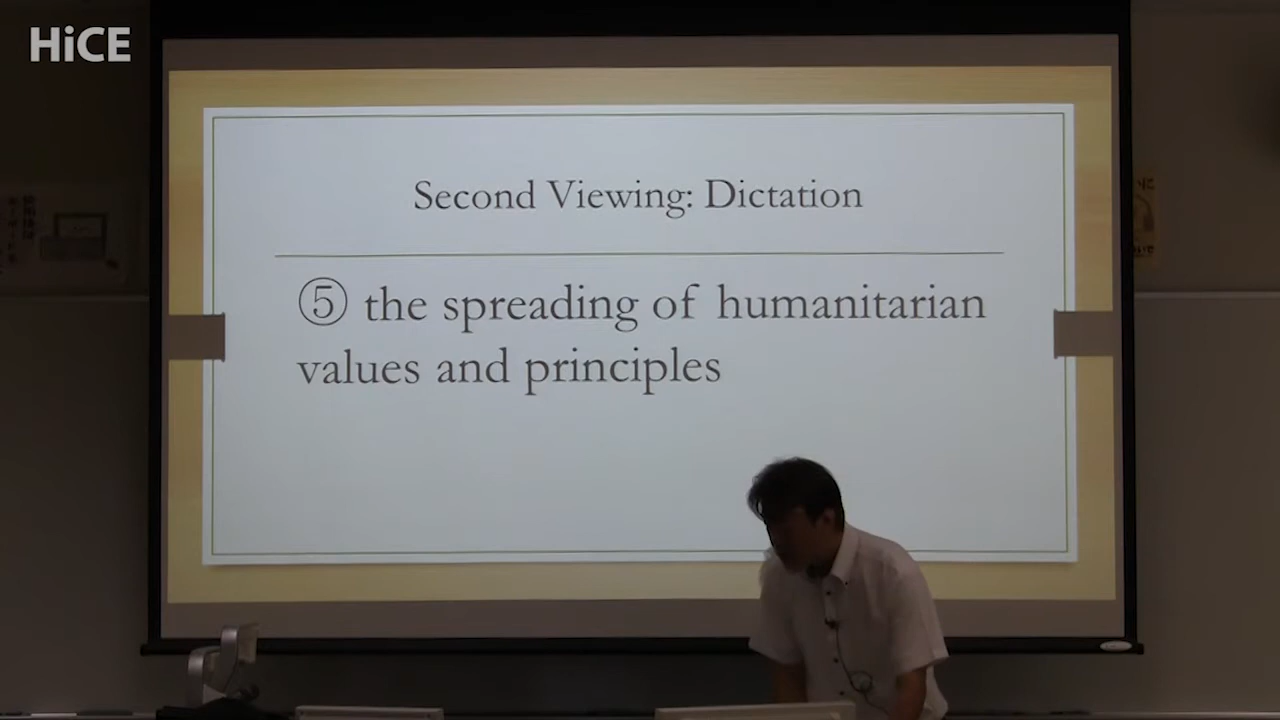 HiCE
Second Viewing: Dictation
⑤ the spreading of humanitarian
values and principles